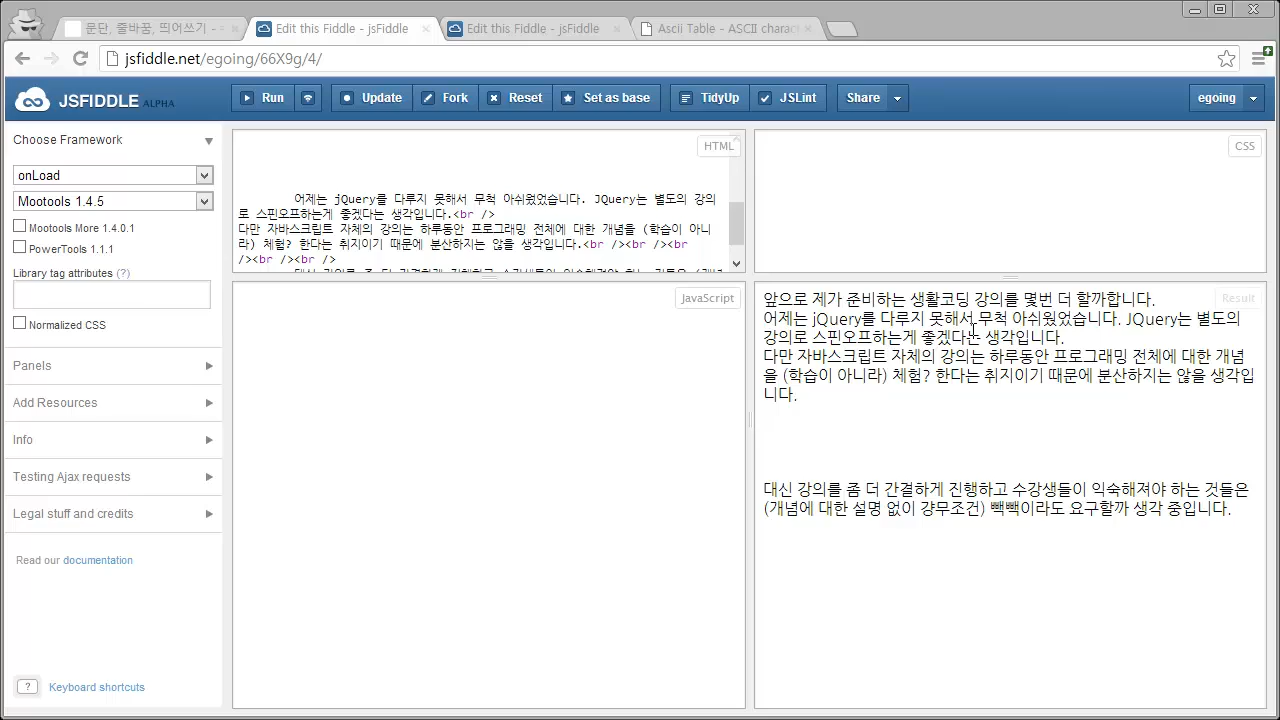 문단, 줄바꿈, 띄어쓰기 -
Edit this Fiddle - jsFiddle
Edit this Fiddle - jsFiddle
Ascii Table - ASCII charac
jsfiddle.net/egoing/66X9g/4/
JSFIDDLE ALPHA
Run
Update
Fork
Reset
Set as base
TidyUp
JSLint
Share
egoing
Choose Framework
onLoad
Mootools 1.4.5
Mootools More 1.4.0.1
PowerTools 1.1.1
Library tag attributes (?)
Normalized CSS
Panels
Add Resources
Info
Testing Ajax requests
Legal stuff and credits
Read our documentation
? Keyboard shortcuts
HTML
어제는 jQuery를 다루지 못해서 무척 아쉬웠었습니다. JQuery는 별도의 강의
로 스핀오프하는게 좋겠다는 생각입니다.<br />
다만 자바스크립트 자체의 강의는 하루동안 프로그래밍 전체에 대한 개념을 (학습이 아니
라) 체험? 한다는 취지이기 때문에 분산하지는 않을 생각입니다.<br /><br /><br
/><br /><br />
CSS
JavaScript
Result
앞으로 제가 준비하는 생활코딩 강의를 몇번 더 할까합니다.
어제는 jQuery를 다루지 못해서 무척 아쉬웠었습니다. JQuery는 별도의
강의로 스핀오프하는게 좋겠다는 생각입니다.
다만 자바스크립트 자체의 강의는 하루동안 프로그래밍 전체에 대한 개념
을 (학습이 아니라) 체험? 한다는 취지이기 때문에 분산하지는 않을 생각입
니다.
대신 강의를 좀 더 간결하게 진행하고 수강생들이 익숙해져야 하는 것들은
(개념에 대한 설명 없이 걍무조건) 빽빽이라도 요구할까 생각 중입니다.